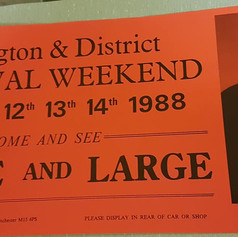 gton & District
VAL WEEKEND
12th 13th 14th 1988
OME AND SEE
AND LARGE
PLEASE DISPLAY IN REAR OF CAR OR SHOP